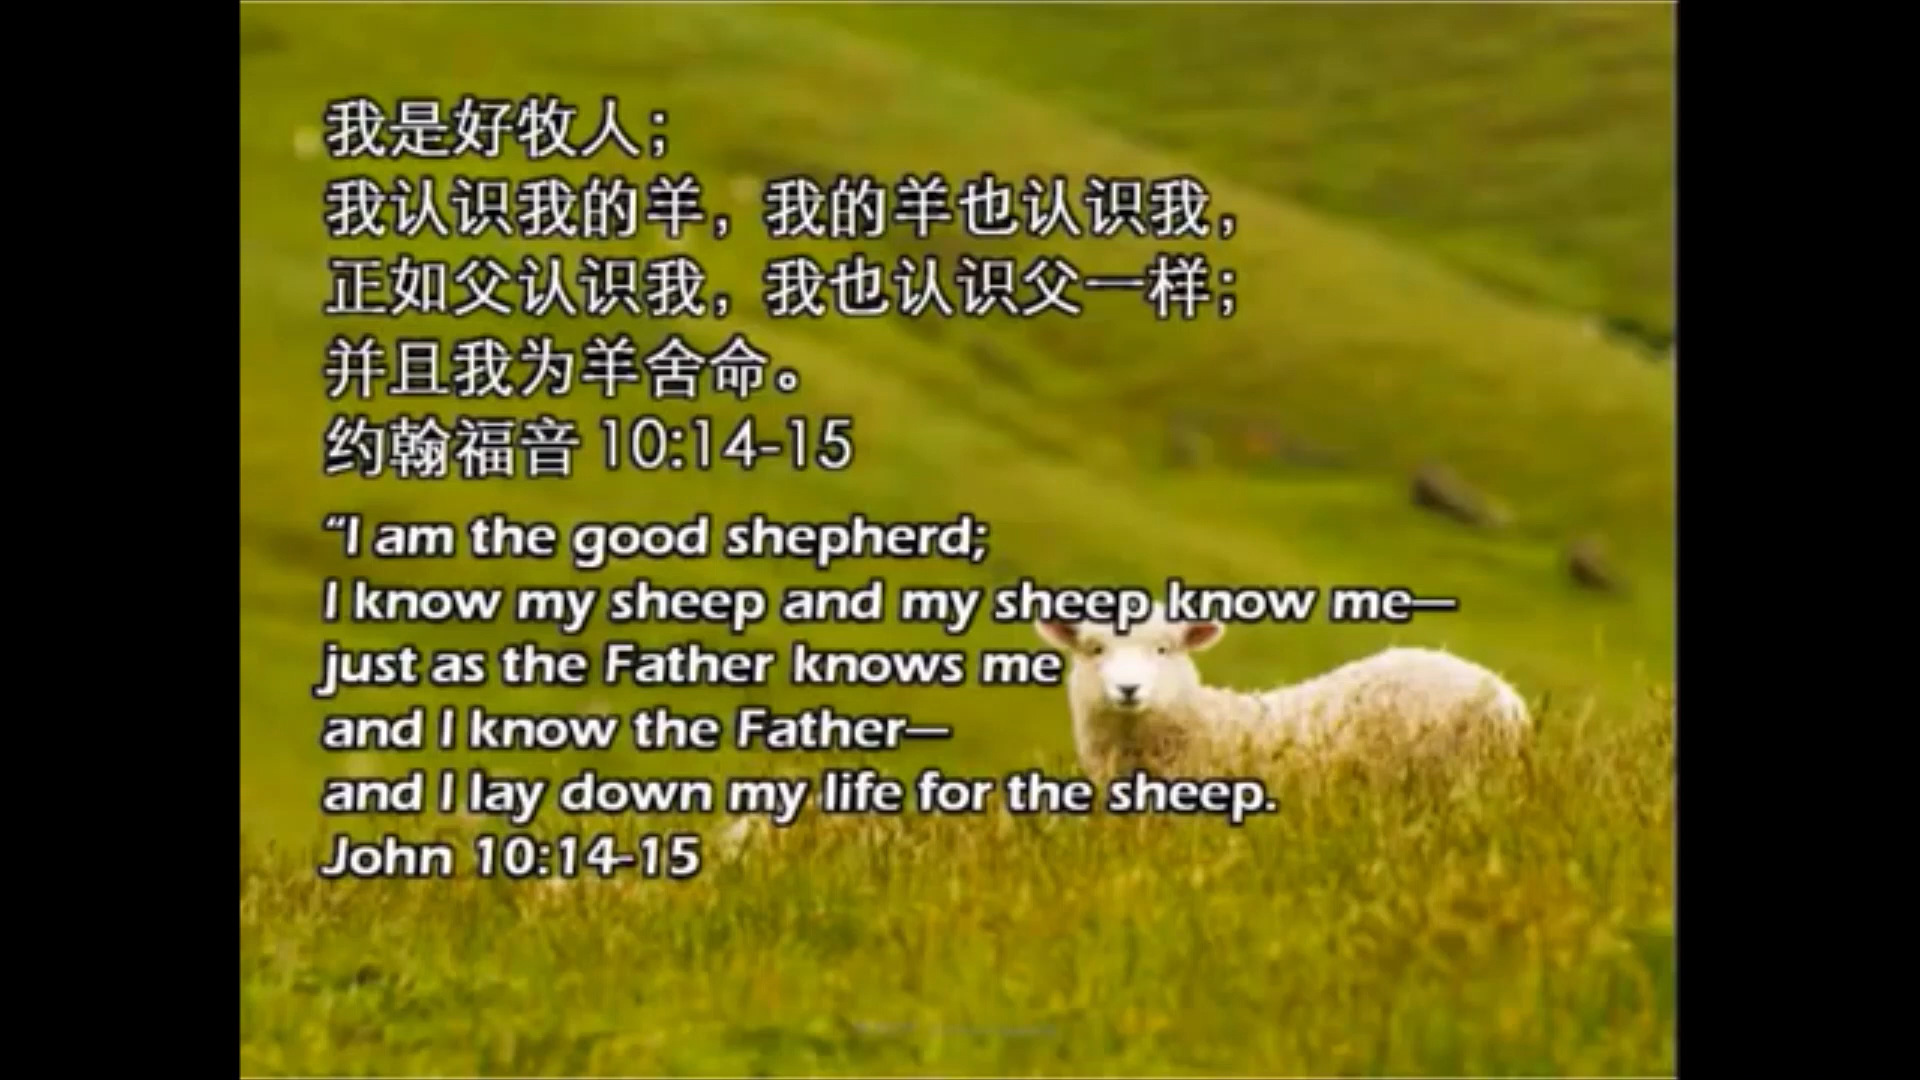 我是好牧人；
我认识我的羊，我的羊也认识我，
正如父认识我，我也认识父一样；
并且我为羊舍命。
约翰福音 10:14-15
“I am the good shepherd;
I know my sheep and my sheep know me—
just as the Father knows me
and I know the Father—
and I lay down my life for the sheep.
John 10:14-15